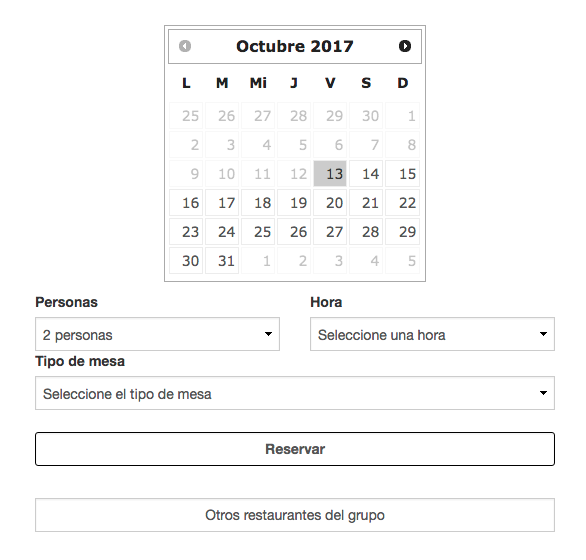 Octubre 2017
L M Mi J V S D
25 26 27 28 29 30 1
2 3 4 5 6 7 8
9 10 11 12 13 14 15
16 17 18 19 20 21 22
23 24 25 26 27 28 29
30 31 1 2 3 4 5
Personas Hora
2 personas Seleccione una hora
Tipo de mesa
Seleccione el tipo de mesa
Reservar
Otros restaurantes del grupo